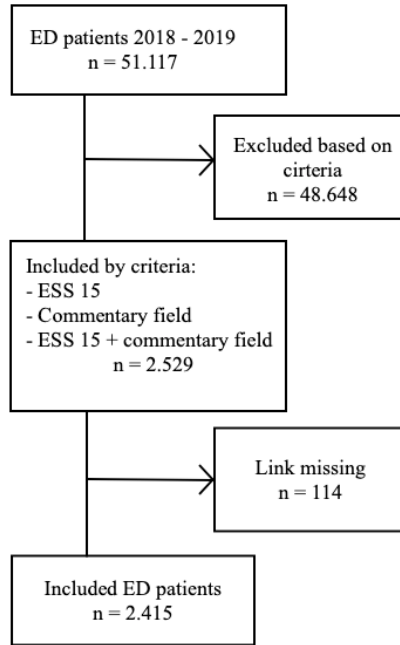 ED patients 2018 - 2019
n = 51.117
Excluded based on
cirteria
n = 48.648
Included by criteria:
- ESS 15
- Commentary field
- ESS 15 + commentary field
n = 2.529
Link missing
n = 114
Included ED patients
n = 2.415